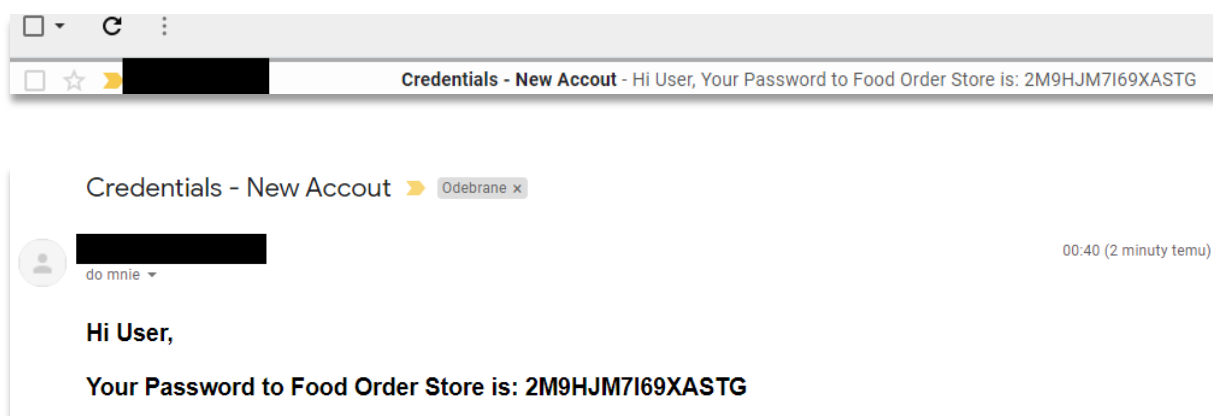 Credentials - New Accout - Hi User, Your Password to Food Order Store is: 2M9HJM7I69XASTG
Credentials - New Accout Odebrane x
00:40 (2 minuty temu)
do mnie
Hi User,
Your Password to Food Order Store is: 2M9HJM7I69XASTG